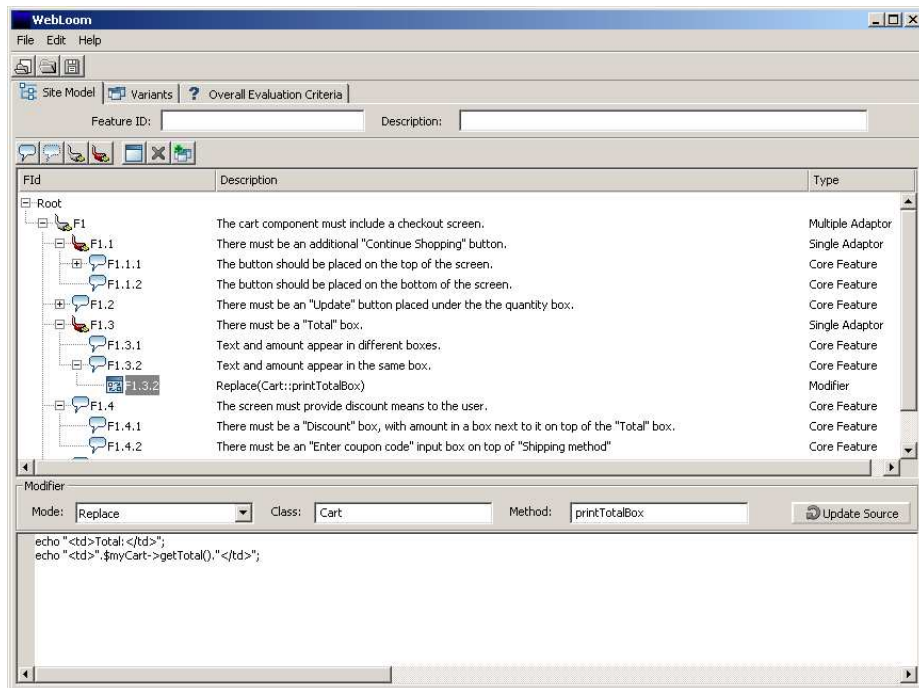 WebLoom
File Edit Help
Site Model Variants ? Overall Evaluation Criteria
Feature ID: Description:
FId Description Type
Root
F1 The cart component must include a checkout screen. Multiple Adaptor
F1.1 There must be an additional "Continue Shopping" button. Single Adaptor
F1.1.1 The button should be placed on the top of the screen. Core Feature
F1.1.2 The button should be placed on the bottom of the screen. Core Feature
F1.2 There must be an "Update" button placed under the the quantity box. Core Feature
F1.3 There must be a "Total" box. Single Adaptor
F1.3.1 Text and amount appear in different boxes. Core Feature
F1.3.2 Text and amount appear in the same box. Core Feature
F1.3.2 Replace(Cart::printTotalBox) Modifier
F1.4 The screen must provide discount means to the user. Core Feature
F1.4.1 There must be a "Discount" box, with amount in a box next to it on top of the "Total" box. Core Feature
F1.4.2 There must be an "Enter coupon code" input box on top of "Shipping method" Core Feature
Modifier
Mode: Replace Class: Cart Method: printTotalBox Update Source
echo "<td>Total:</td>";
echo "<td>".$myCart->getTotal()."</td>";